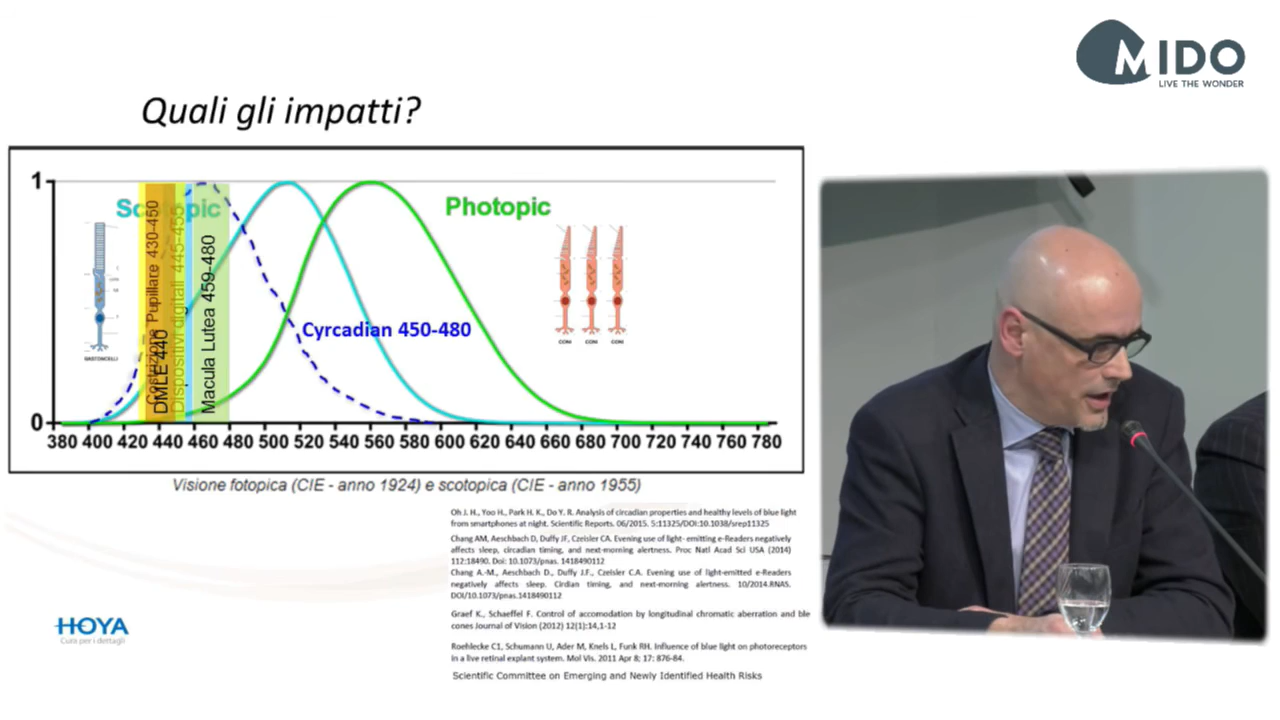 MIDO
LIVE THE WONDER
Quali gli impatti?
1
Scotopic
Photopic
Costrizione Pupillare 430-450
DMLE 440
Dispositivi digitali 445-455
Macula Lutea 459-480
Cyrcadian 450-480
BASTONCELLI
CONI CONI CONI
0
380 400 420 440 460 480 500 520 540 560 580 600 620 640 660 680 700 720 740 760 780
Visione fotopica (CIE - anno 1924) e scotopica (CIE - anno 1955)
Oh J. H., Yoo H., Park H. K., Do Y. R. Analysis of circadian properties and healthy levels of blue light
from smartphones at night. Scientific Reports. 06/2015. 5:11325/DOI:10.1038/srep11325
Chang AM, Aeschbach D, Duffy JF, Czeisler CA. Evening use of light- emitting e-Readers negatively
affects sleep, circadian timing, and next-morning alertness. Proc Natl Acad Sci USA (2014)
112:18490. Doi: 10.1073/pnas. 1418490112
Chang A.-M., Aeschbach D., Duffy J.F., Czeisler C.A. Evening use of light-emitted e-Readers
negatively affects sleep. Cirdian timing, and next-morning alertness. 10/2014.RNAS.
DOI/10.1073/pnas.1418490112
Graef K., Schaeffel F. Control of accomodation by longitudinal chromatic aberration and ble
cones Journal of Vision (2012) 12(1):14,1-12
Roehlecke C1, Schumann U, Ader M, Knels L, Funk RH. Influence of blue light on photoreceptors
in a live retinal explant system. Mol Vis. 2011 Apr 8; 17: 876-84.
Scientific Committee on Emerging and Newly Identified Health Risks
HOYA
Cura per i dettagli